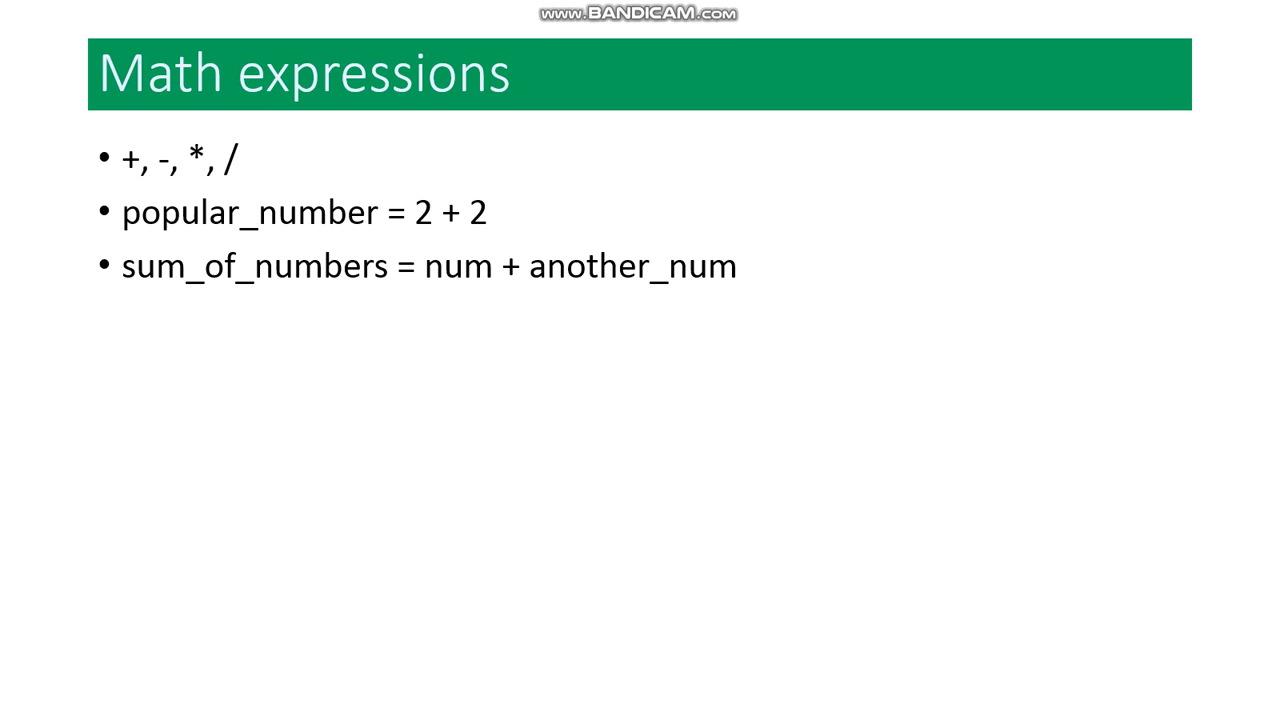 www.BANDICAM.com
Math expressions
• +, -, *, /
• popular_number = 2 + 2
• sum_of_numbers = num + another_num